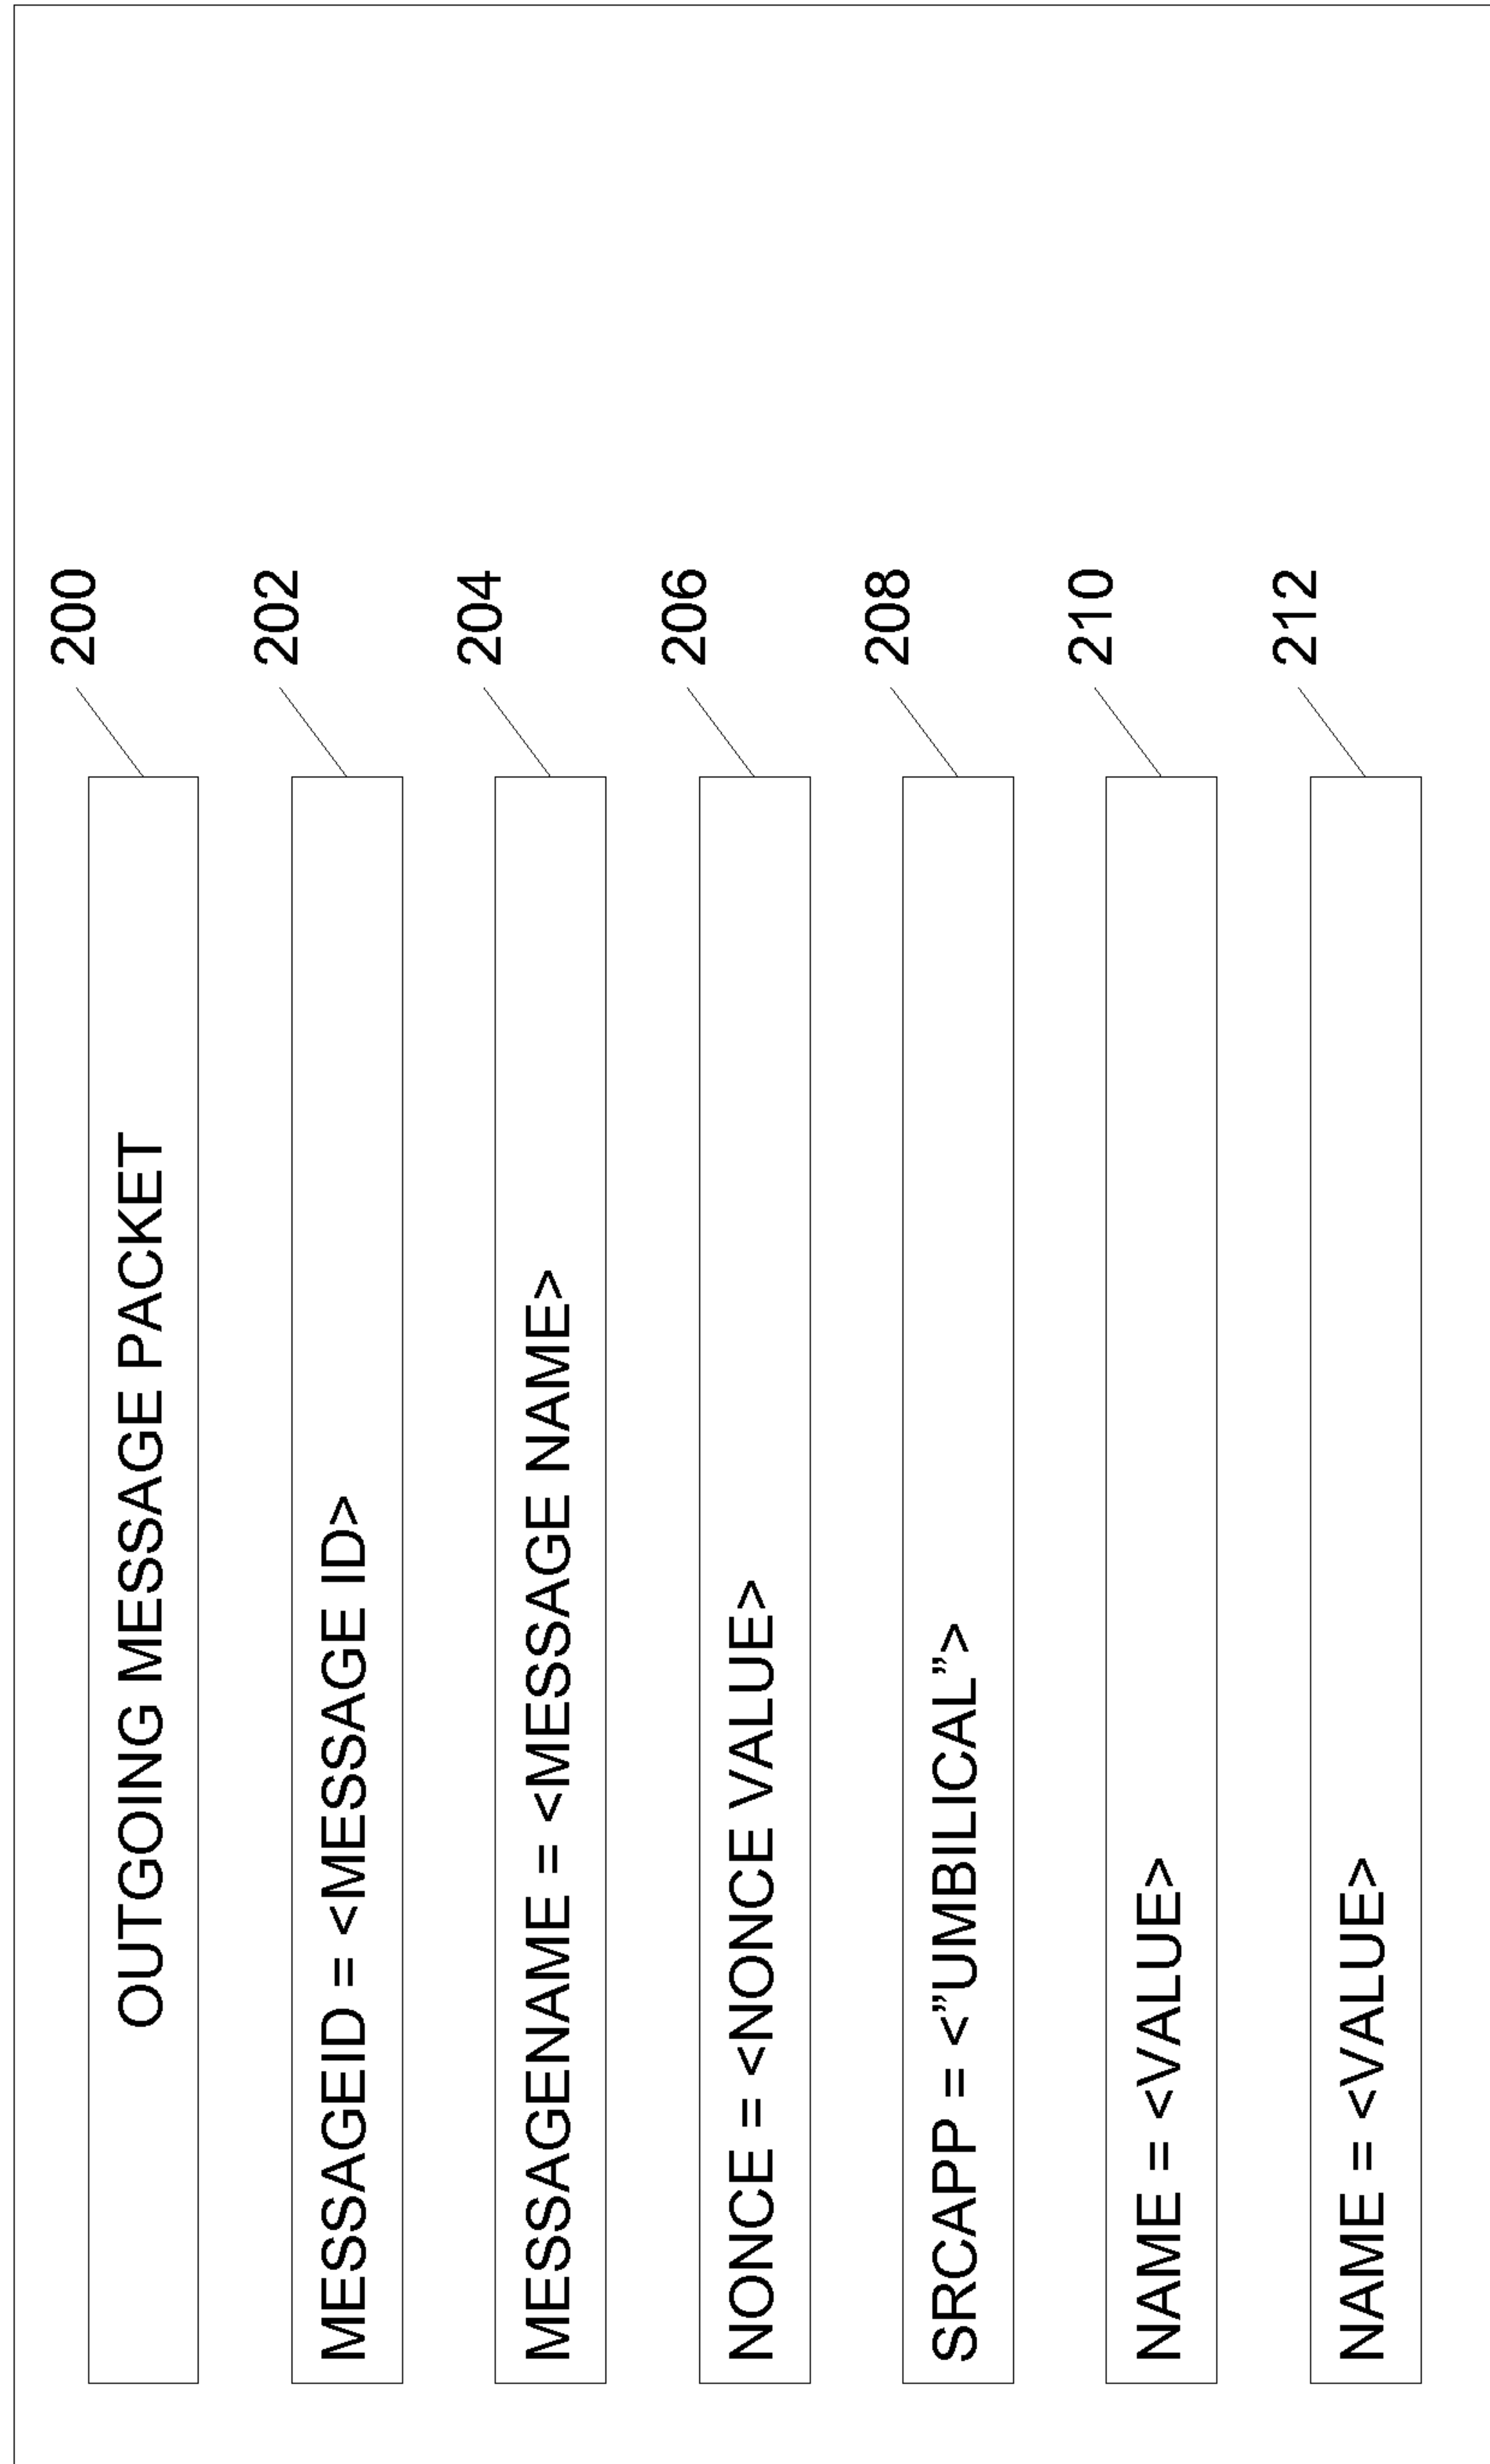 OUTGOING MESSAGE PACKET 200
MESSAGEID = <MESSAGE ID> 202
MESSAGENAME = <MESSAGE NAME> 204
NONCE = <NONCE VALUE> 206
SRCAPP = <”UMBILICAL”> 208
NAME = <VALUE> 210
NAME = <VALUE> 212